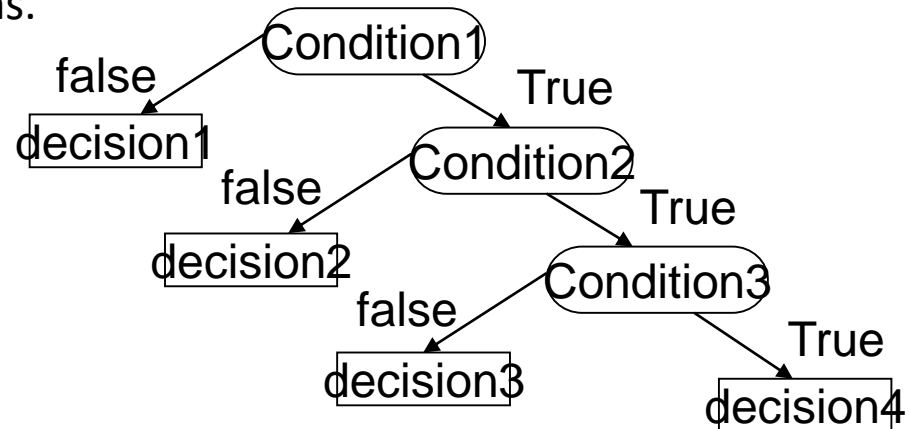 ns.
Condition1
false
True
decision1
Condition2
false
True
decision2
Condition3
false
True
decision3
decision4